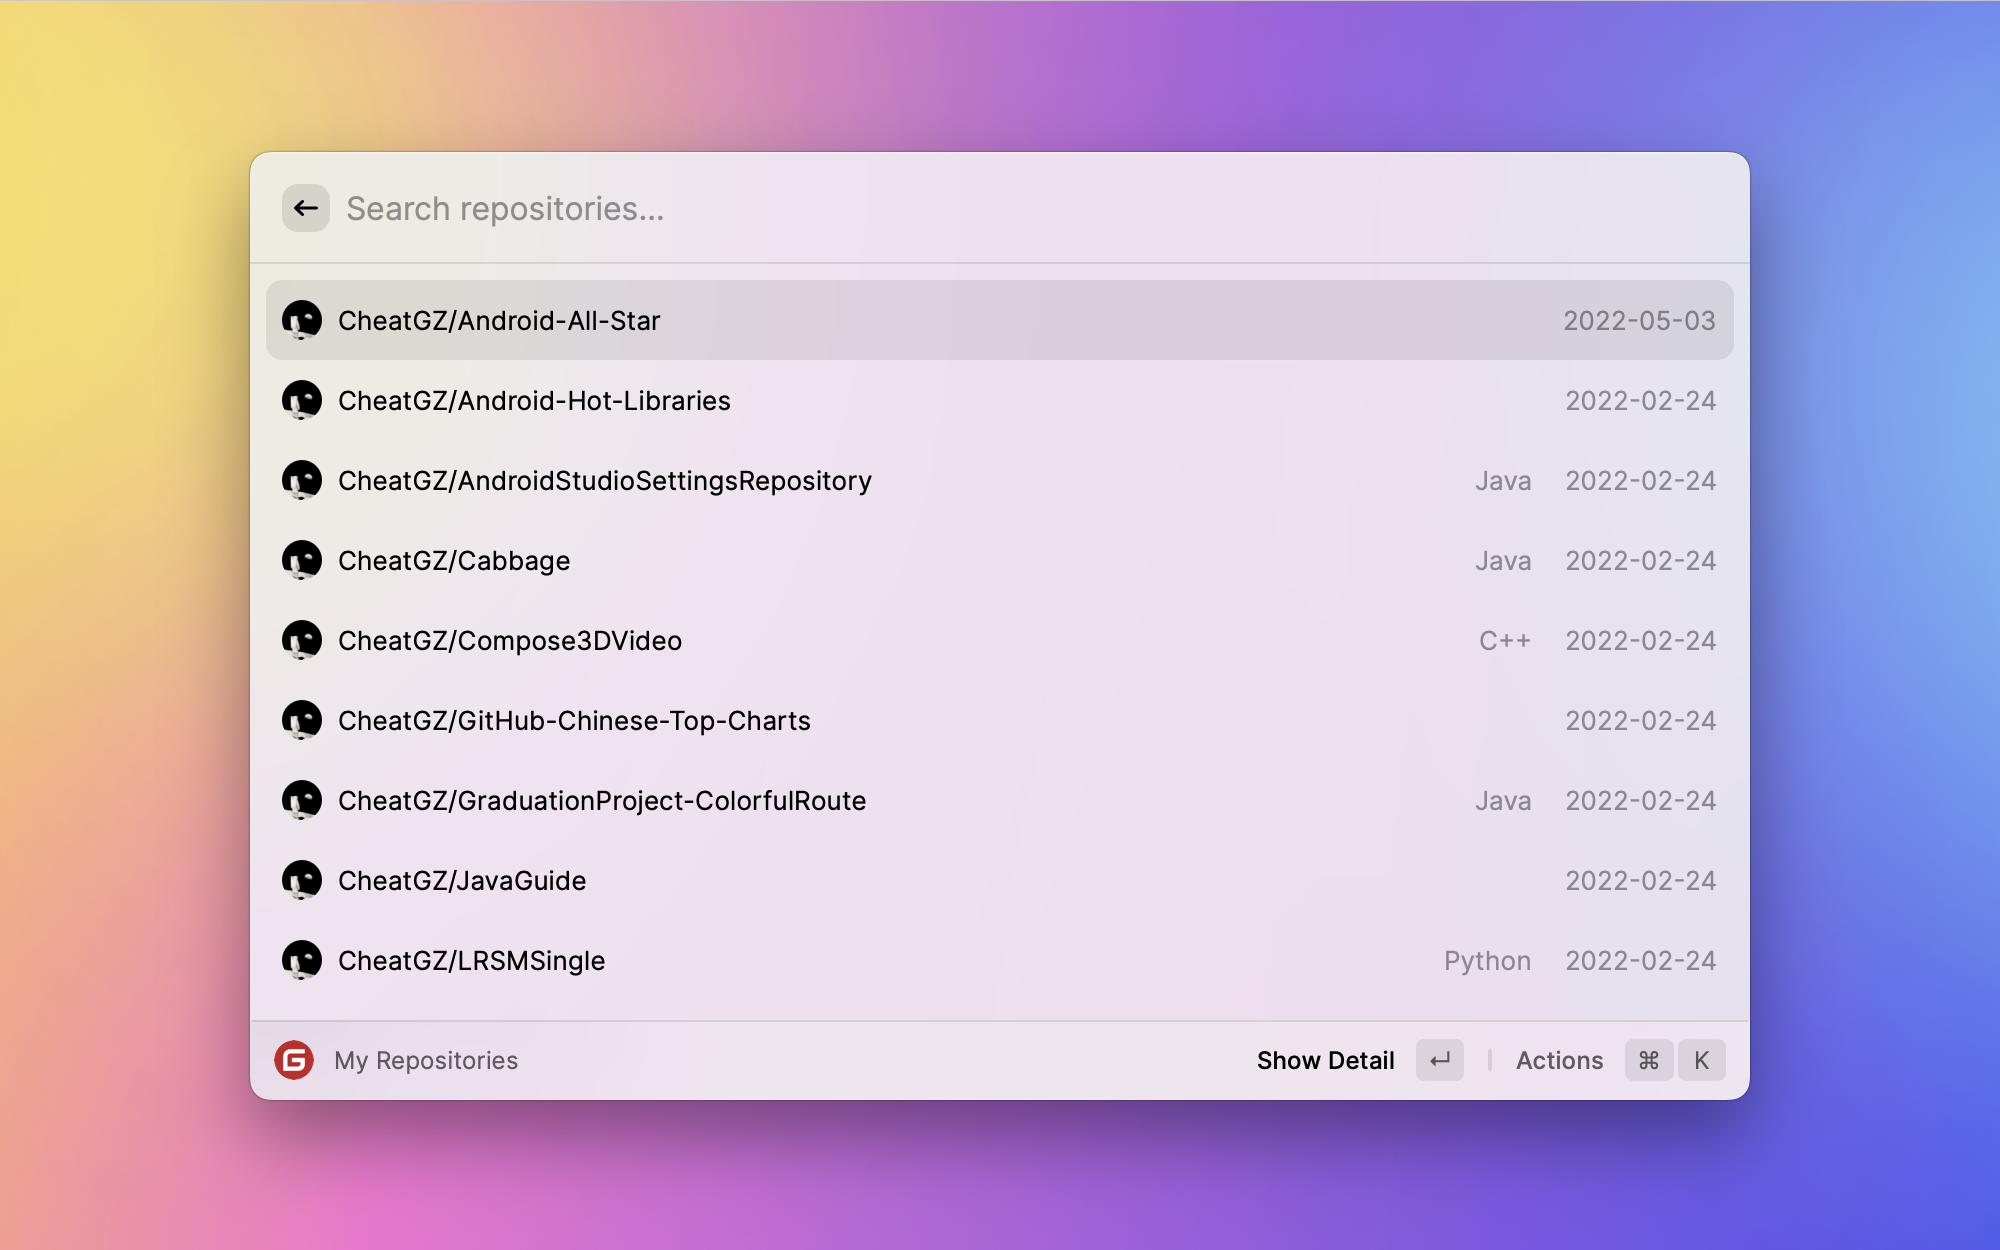 Search repositories...
CheatGZ/Android-All-Star 2022-05-03
CheatGZ/Android-Hot-Libraries 2022-02-24
CheatGZ/AndroidStudioSettingsRepository Java 2022-02-24
CheatGZ/Cabbage Java 2022-02-24
CheatGZ/Compose3DVideo C++ 2022-02-24
CheatGZ/GitHub-Chinese-Top-Charts 2022-02-24
CheatGZ/GraduationProject-ColorfulRoute Java 2022-02-24
CheatGZ/JavaGuide 2022-02-24
CheatGZ/LRSMSingle Python 2022-02-24
G My Repositories Show Detail ↵ | Actions ⌘ K